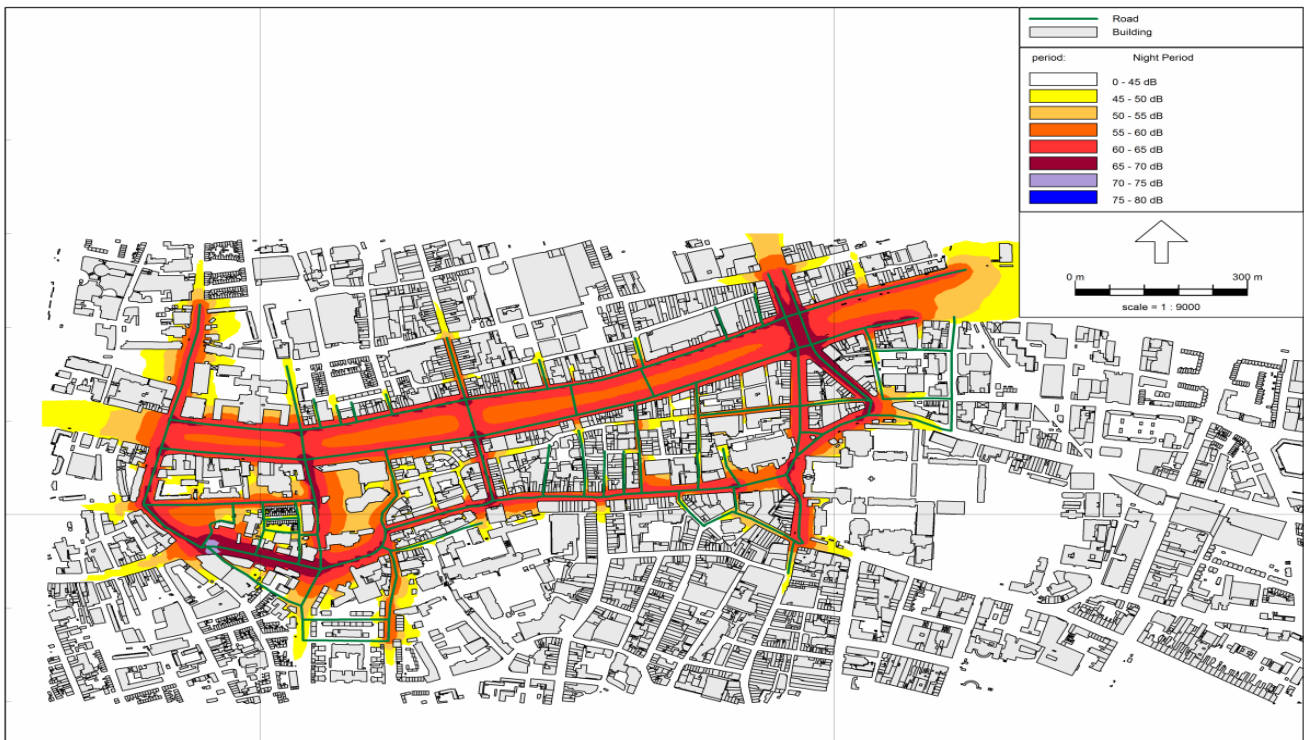 Road
Building
period: Night Period
0 - 45 dB
45 - 50 dB
50 - 55 dB
55 - 60 dB
60 - 65 dB
65 - 70 dB
70 - 75 dB
75 - 80 dB
0 m 300 m
scale = 1 : 9000